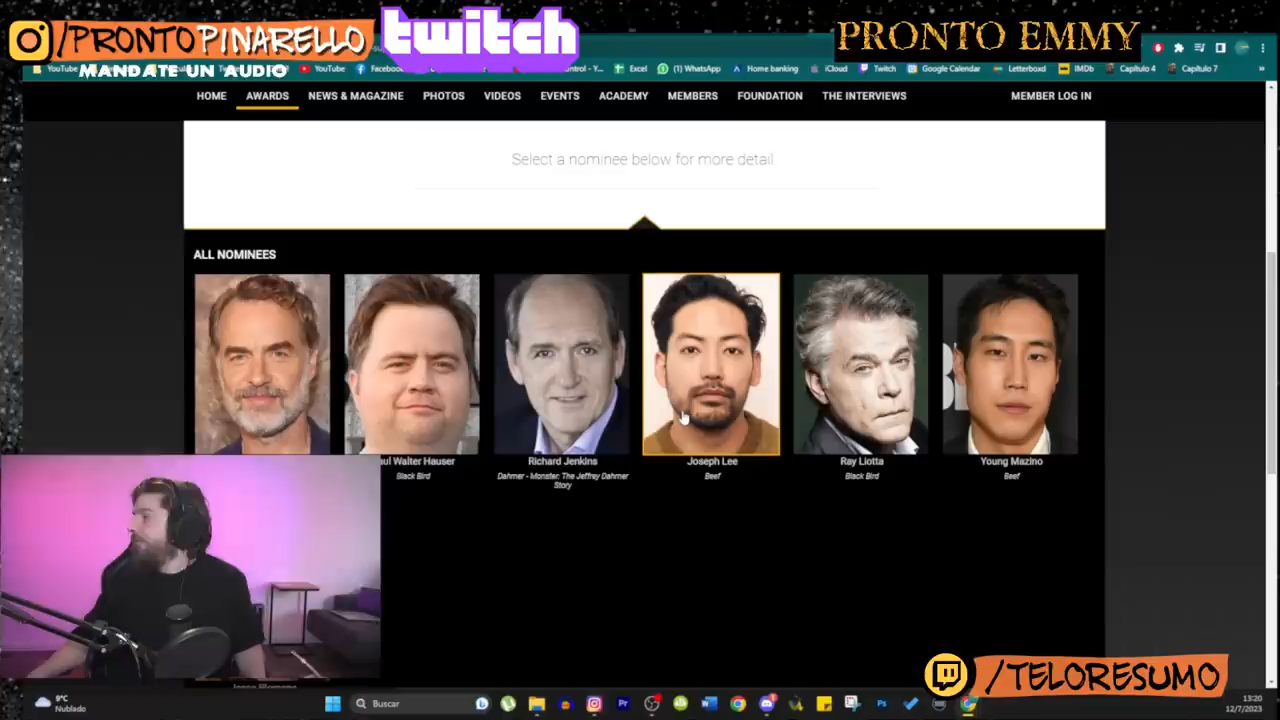 /PRONTOPINARELLO
twitch
PRONTO EMMY
MANDATE UN AUDIO
YouTube
YouTube
Faceboo
ontrol - Y...
Excel
(1) WhatsApp
Home banking
iCloud
Twitch
Google Calendar
Letterboxd
IMDb
Capitulo 4
Capitulo 7
HOME
AWARDS
NEWS & MAGAZINE
PHOTOS
VIDEOS
EVENTS
ACADEMY
MEMBERS
FOUNDATION
THE INTERVIEWS
MEMBER LOG IN
Select a nominee below for more detail
ALL NOMINEES
ul Walter Hauser
Black Bird
Richard Jenkins
Dahmer - Monster: The Jeffrey Dahmer
Story
Joseph Lee
Beef
Ray Liotta
Black Bird
Young Mazino
Beef
/TELORESUMO
9°C
Nublado
Buscar
13:20
12/7/2023